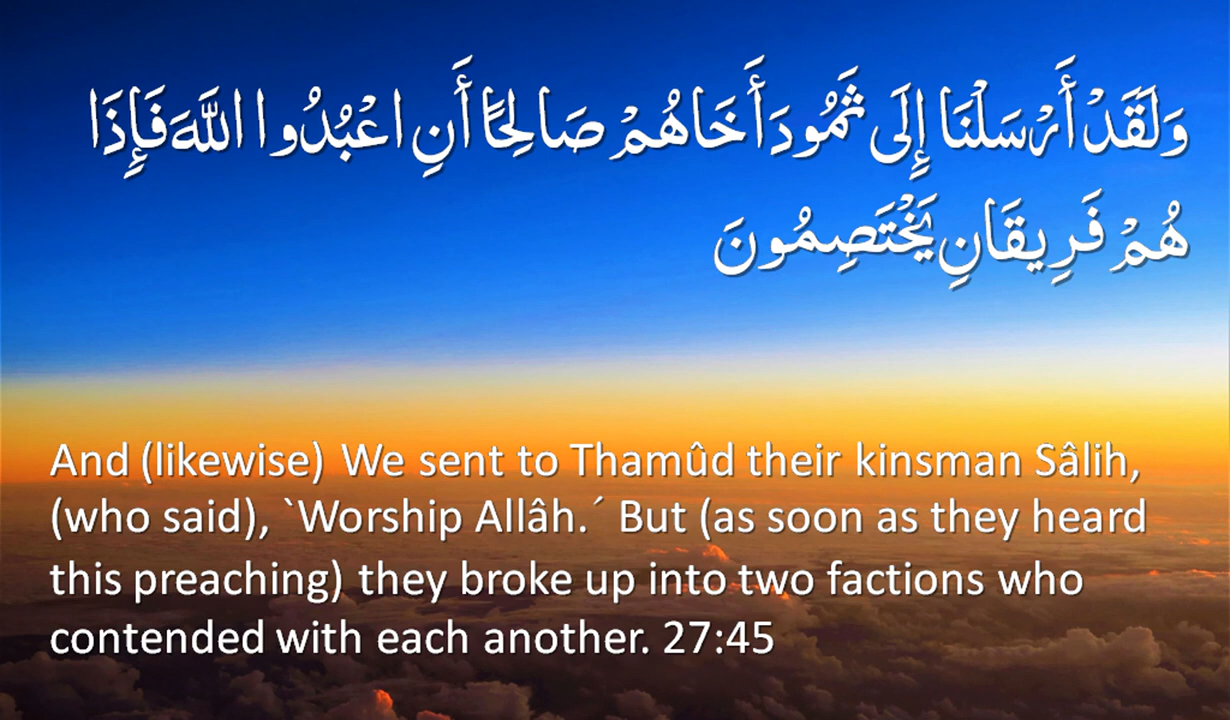 وَلَقَدْ أَرْسَلْنَا إِلَى ثَمُودَ أَخَاهُمْ صَالِحًا أَنِ اعْبُدُوا اللَّهَ فَإِذَا
هُمْ فَرِيقَانِ يَخْتَصِمُونَ
And (likewise) We sent to Thamûd their kinsman Sâlih,
(who said), `Worship Allâh.´ But (as soon as they heard
this preaching) they broke up into two factions who
contended with each another. 27:45